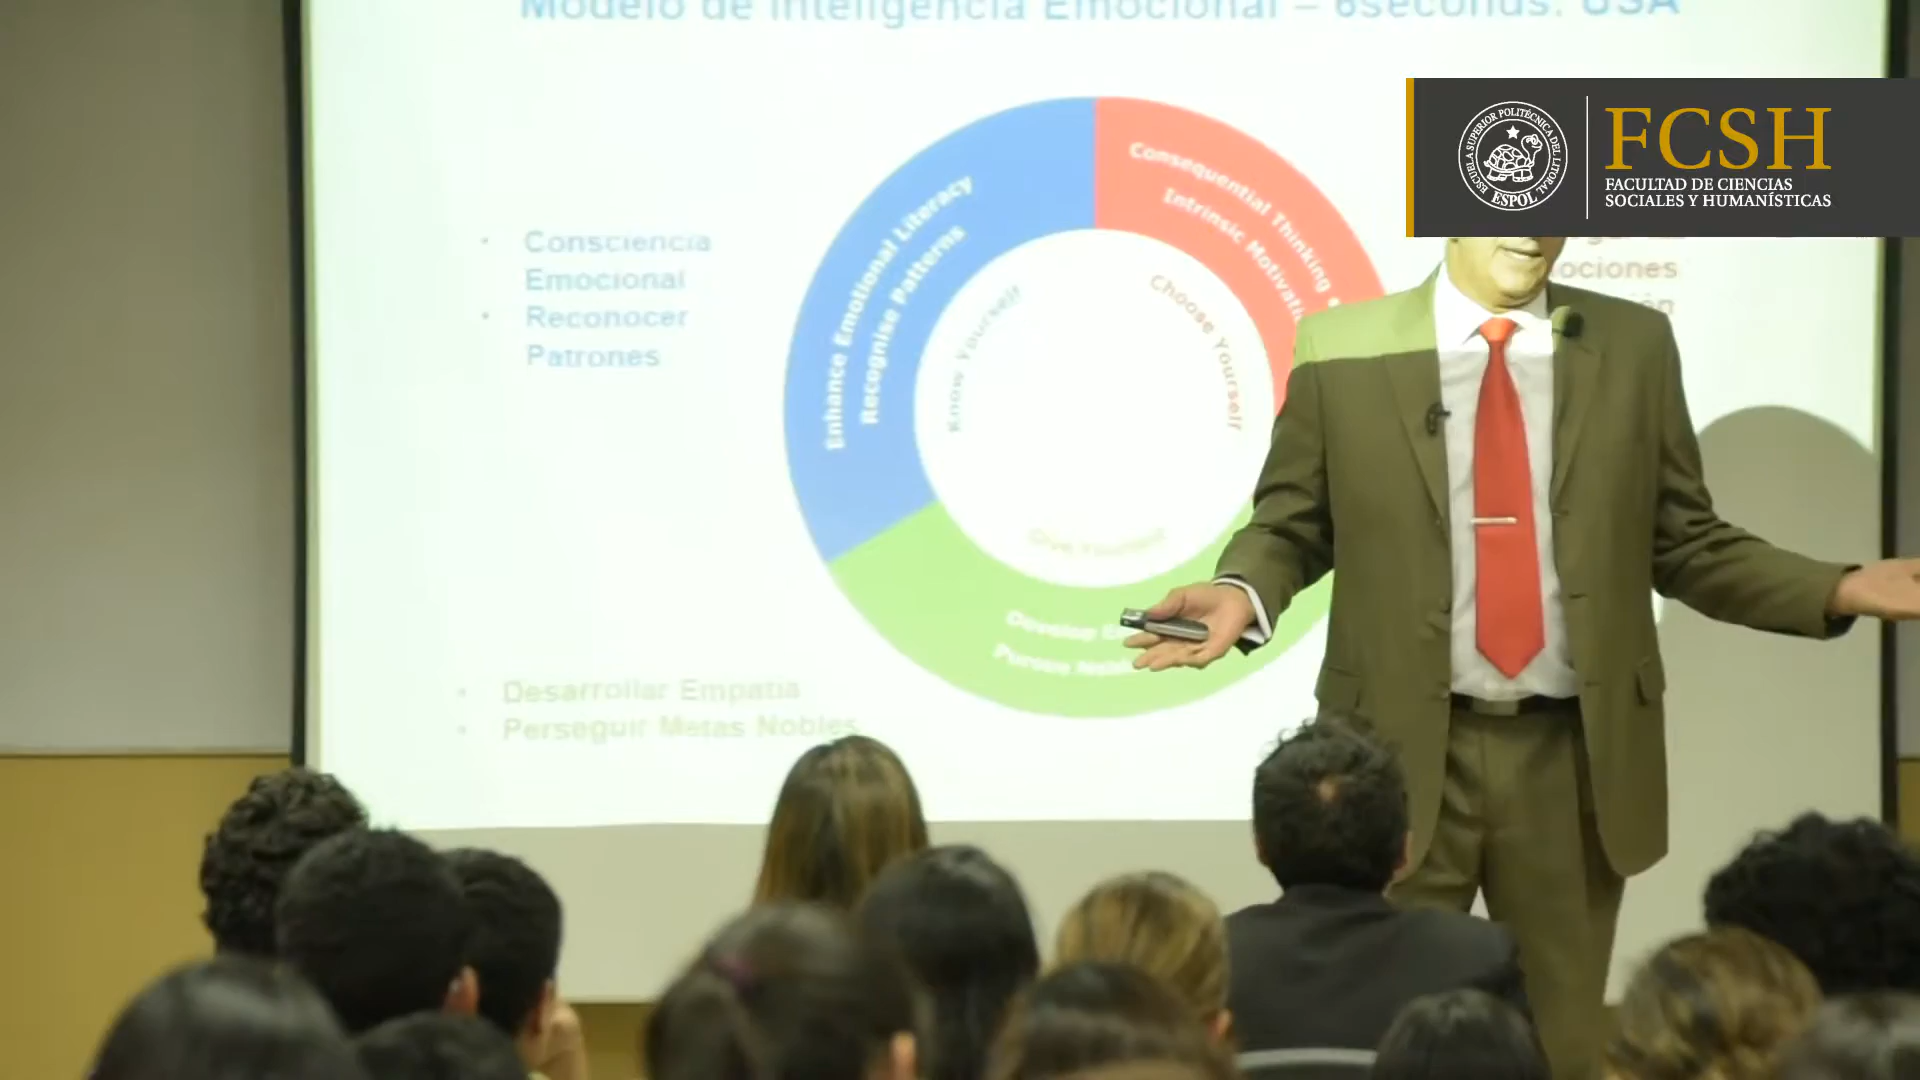 Modelo de Inteligencia Emocional – 6seconds. USA
FCSH
FACULTAD DE CIENCIAS
SOCIALES Y HUMANÍSTICAS
ESCUELA SUPERIOR POLITÉCNICA DEL LITORAL
ESPOL
• Consciencia
Emocional
• Reconocer
Patrones
Enhance Emotional Literacy
Recognise Patterns
Know Yourself
Consequential Thinking
Intrinsic
Choose Yourself
Give Yourself
Develop
• Desarrollar Empatia
• Perseguir Metas Nobles